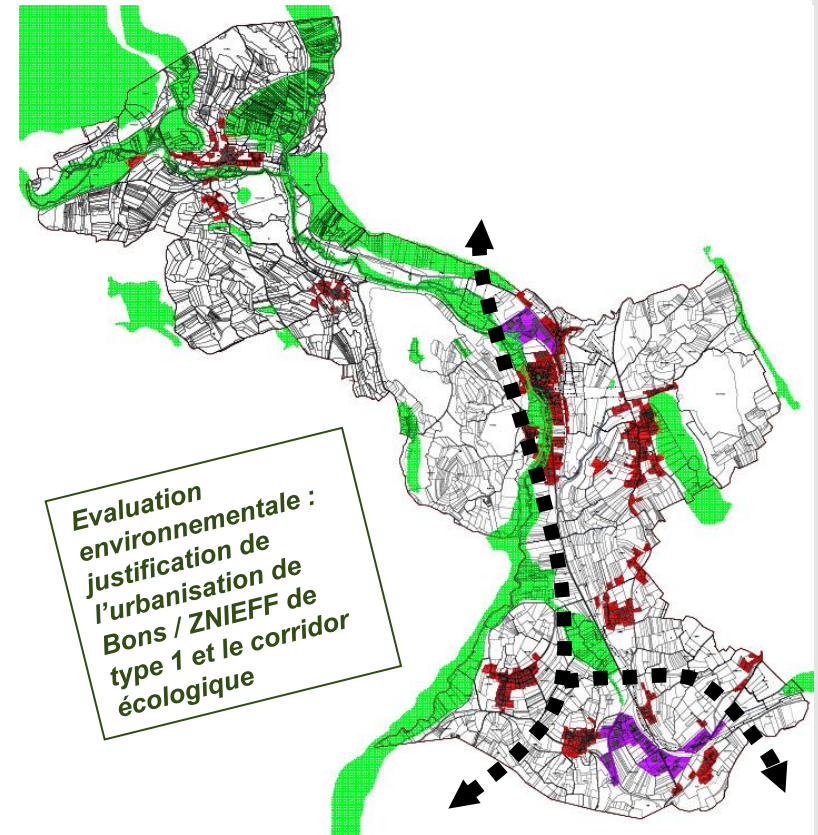 Evaluation
environnementale :
justification de
l'urbanisation de
Bons / ZNIEFF de
type 1 et le corridor
écologique